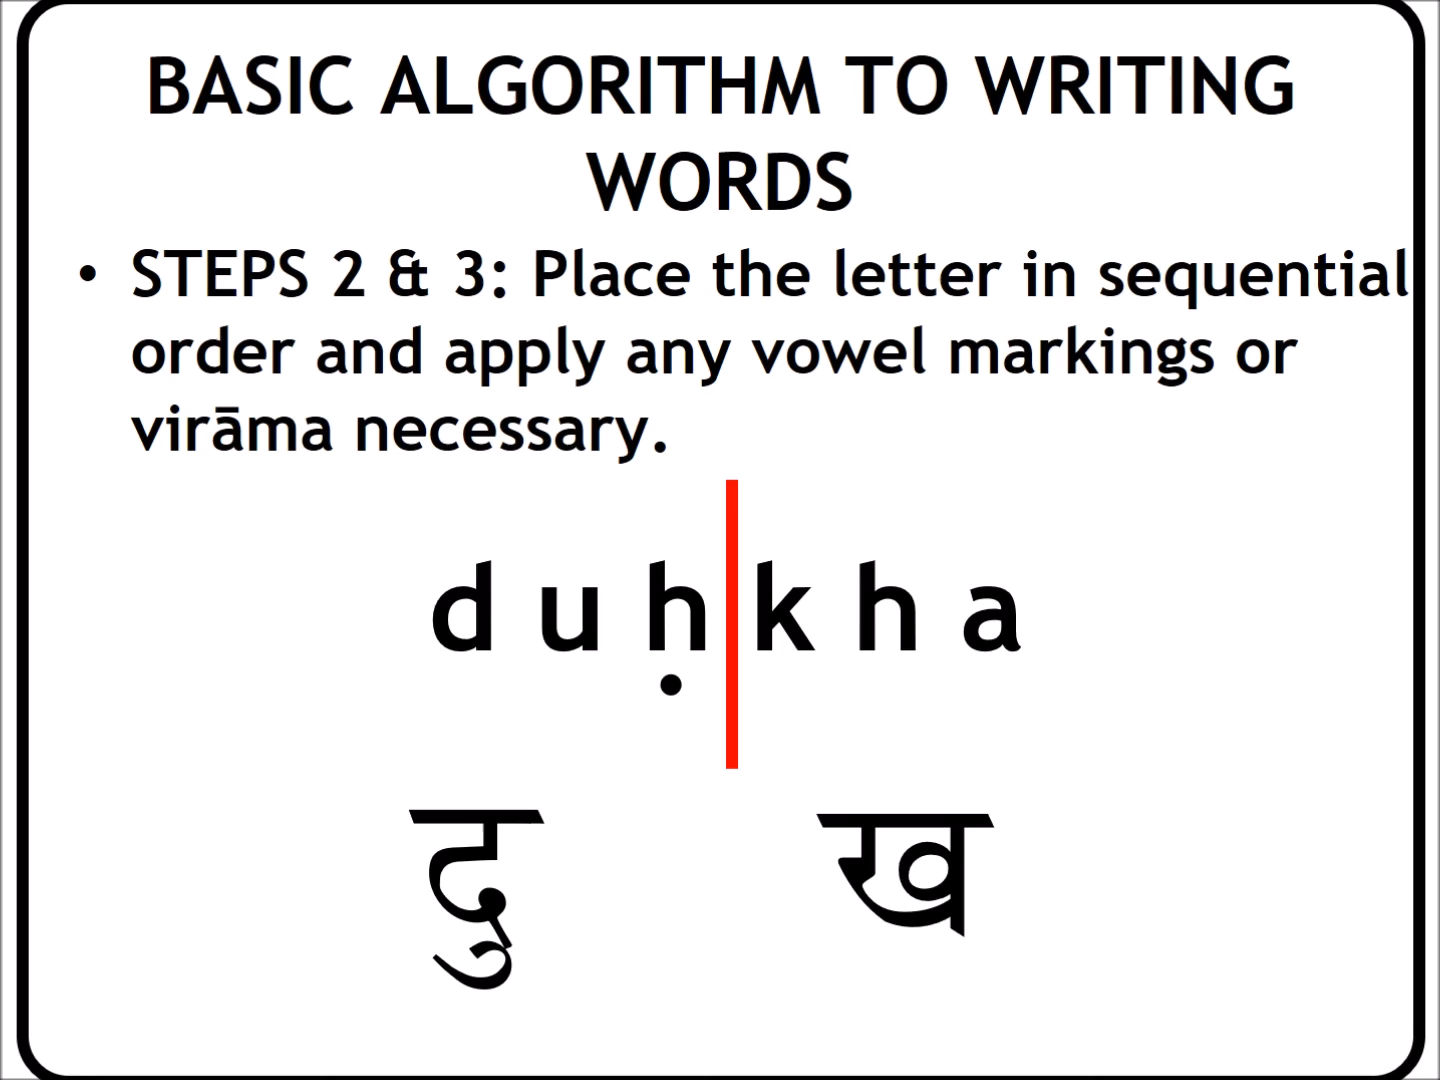 BASIC ALGORITHM TO WRITING
WORDS
• STEPS 2 & 3: Place the letter in sequential
order and apply any vowel markings or
virāma necessary.
d u ḥ k h a
दु ख